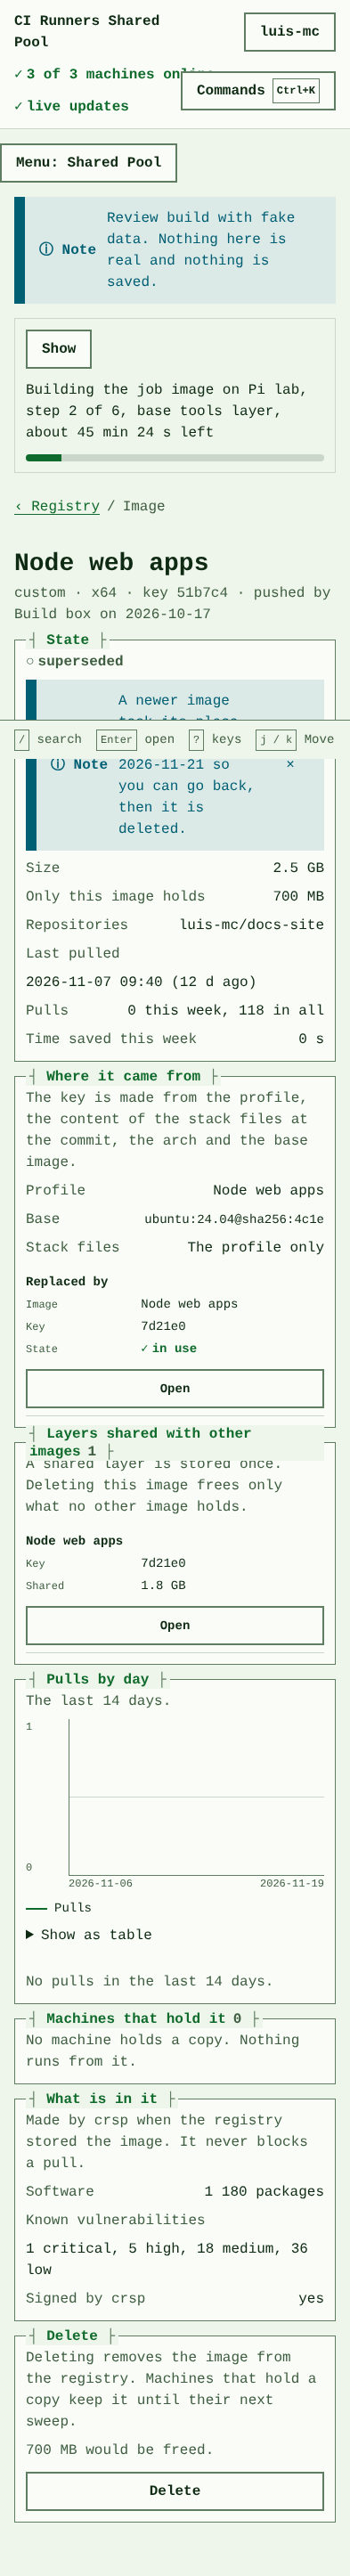 CI Runners Shared
Pool
luis-mc
✓ 3 of 3 machines
✓ live updates
Commands Ctrl+K
Menu: Shared Pool
Review build with fake
ⓘ Note data. Nothing here is
real and nothing is
saved.
Show
Building the job image on Pi lab,
step 2 of 6, base tools layer,
about 45 min 24 s left
‹ Registry / Image
Node web apps
custom · x64 · key 51b7c4 · pushed by
Build box on 2026-10-17
State
○ superseded
A newer image
/ search Enter open ? keys j / k Move
ⓘ Note 2026-11-21 so ×
you can go back,
then it is
deleted.
Size 2.5 GB
Only this image holds 700 MB
Repositories luis-mc/docs-site
Last pulled
2026-11-07 09:40 (12 d ago)
Pulls 0 this week, 118 in all
Time saved this week 0 s
Where it came from
The key is made from the profile,
the content of the stack files at
the commit, the arch and the base
image.
Profile Node web apps
Base ubuntu:24.04@sha256:4c1e
Stack files The profile only
Replaced by
Image Node web apps
Key 7d21e0
State ✓ in use
Open
Layers shared with other
images 1
A shared layer is stored once.
Deleting this image frees only
what no other image holds.
Node web apps
Key 7d21e0
Shared 1.8 GB
Open
Pulls by day
The last 14 days.
1
0
2026-11-06 2026-11-19
Pulls
▶ Show as table
No pulls in the last 14 days.
Machines that hold it 0
No machine holds a copy. Nothing
runs from it.
What is in it
Made by crsp when the registry
stored the image. It never blocks
a pull.
Software 1 180 packages
Known vulnerabilities
1 critical, 5 high, 18 medium, 36
low
Signed by crsp yes
Delete
Deleting removes the image from
the registry. Machines that hold a
copy keep it until their next
sweep.
700 MB would be freed.
Delete